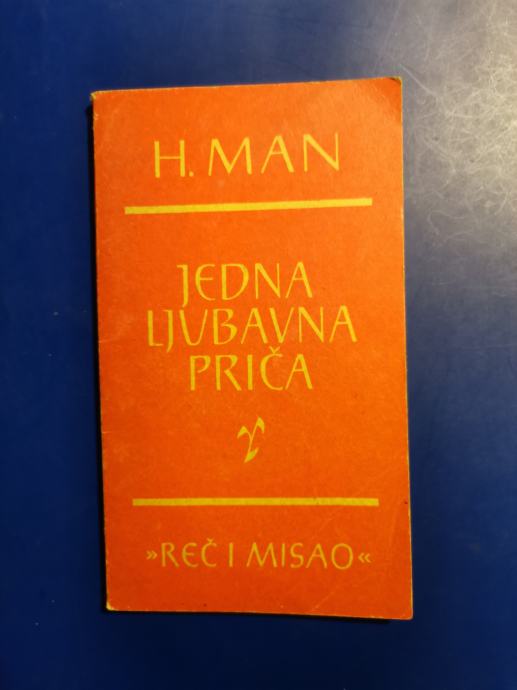 H. MAN
JEDNA
LJUBAVNA
PRIČA
»REČ I MISAO«